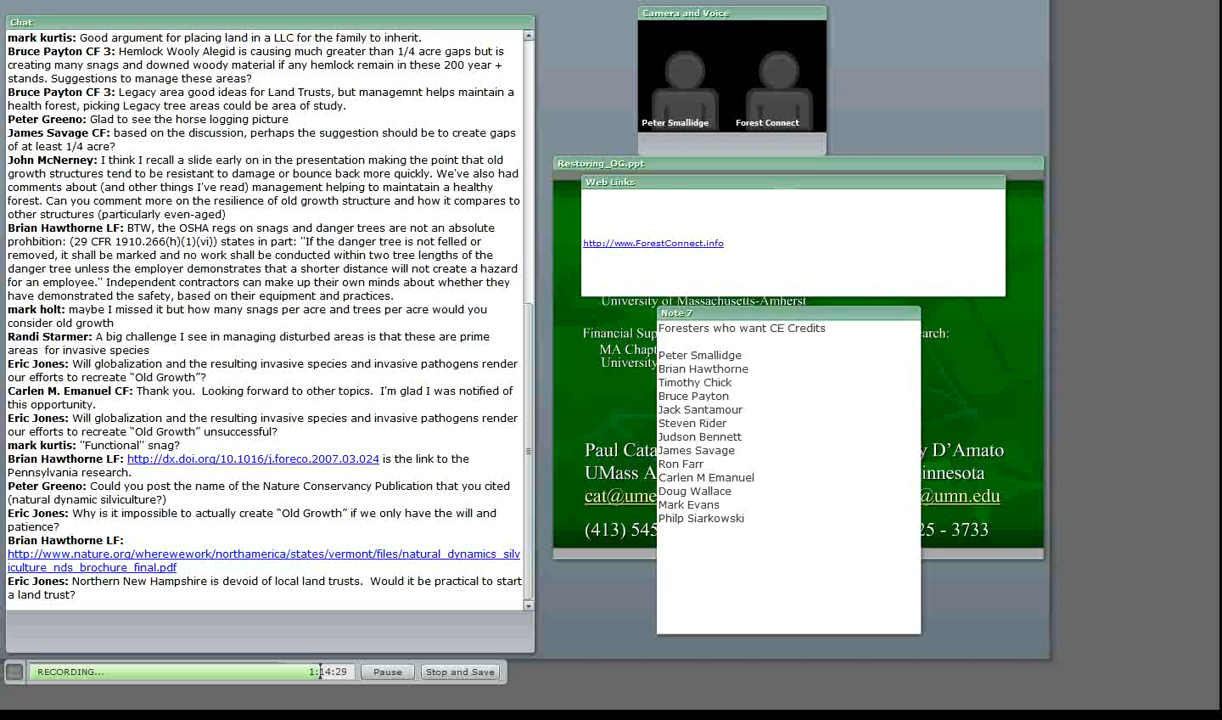 Chat
mark kurtis: Good argument for placing land in a LLC for the family to inherit.
Bruce Payton CF 3: Hemlock Wooly Alegid is causing much greater than 1/4 acre gaps but is
creating many snags and downed woody material if any hemlock remain in these 200 year +
stands. Suggestions to manage these areas?
Bruce Payton CF 3: Legacy area good ideas for Land Trusts, but managemnt helps maintain a
health forest, picking Legacy tree areas could be area of study.
Peter Greeno: Glad to see the horse logging picture
James Savage CF: based on the discussion, perhaps the suggestion should be to create gaps
of at least 1/4 acre?
John McNerney: I think I recall a slide early on in the presentation making the point that old
growth structures tend to be resistant to damage or bounce back more quickly. We've also had
comments about (and other things I've read) management helping to maintatain a healthy
forest. Can you comment more on the resilience of old growth structure and how it compares to
other structures (particularly even-aged)
Brian Hawthorne LF: BTW, the OSHA regs on snags and danger trees are not an absolute
prohbition: (29 CFR 1910.266(h)(1)(vi)) states in part: "If the danger tree is not felled or
removed, it shall be marked and no work shall be conducted within two tree lengths of the
danger tree unless the employer demonstrates that a shorter distance will not create a hazard
for an employee." Independent contractors can make up their own minds about whether they
have demonstrated the safety, based on their equipment and practices.
mark holt: maybe I missed it but how many snags per acre and trees per acre would you
consider old growth
Randi Starmer: A big challenge I see in managing disturbed areas is that these are prime
areas for invasive species
Eric Jones: Will globalization and the resulting invasive species and invasive pathogens render
our efforts to recreate “Old Growth”?
Carlen M. Emanuel CF: Thank you. Looking forward to other topics. I'm glad I was notified of
this opportunity.
Eric Jones: Will globalization and the resulting invasive species and invasive pathogens render
our efforts to recreate “Old Growth” unsuccessful?
mark kurtis: "Functional" snag?
Brian Hawthorne LF: http://dx.doi.org/10.1016/j.foreco.2007.03.024 is the link to the
Pennsylvania research.
Peter Greeno: Could you post the name of the Nature Conservancy Publication that you cited
(natural dynamic silviculture?)
Eric Jones: Why is it impossible to actually create “Old Growth” if we only have the will and
patience?
Brian Hawthorne LF:
http://www.nature.org/wherewework/northamerica/states/vermont/files/natural_dynamics_silv
iculture_nds_brochure_final.pdf
Eric Jones: Northern New Hampshire is devoid of local land trusts. Would it be practical to start
a land trust?
RECORDING... 1:14:29 Pause Stop and Save
Camera and Voice
Peter Smallidge Forest Connect
Restoring_OG.ppt
Web Links
http://www.ForestConnect.info
University of Massachusetts-Amherst
Financial Sup
arch:
MA Chapt
University
Note 7
Foresters who want CE Credits
Peter Smallidge
Brian Hawthorne
Timothy Chick
Bruce Payton
Jack Santamour
Steven Rider
Judson Bennett
James Savage
Ron Farr
Carlen M Emanuel
Doug Wallace
Mark Evans
Philp Siarkowski
Paul Cata
y D’Amato
UMass A
innesota
cat@ume
@umn.edu
(413) 545
25 - 3733